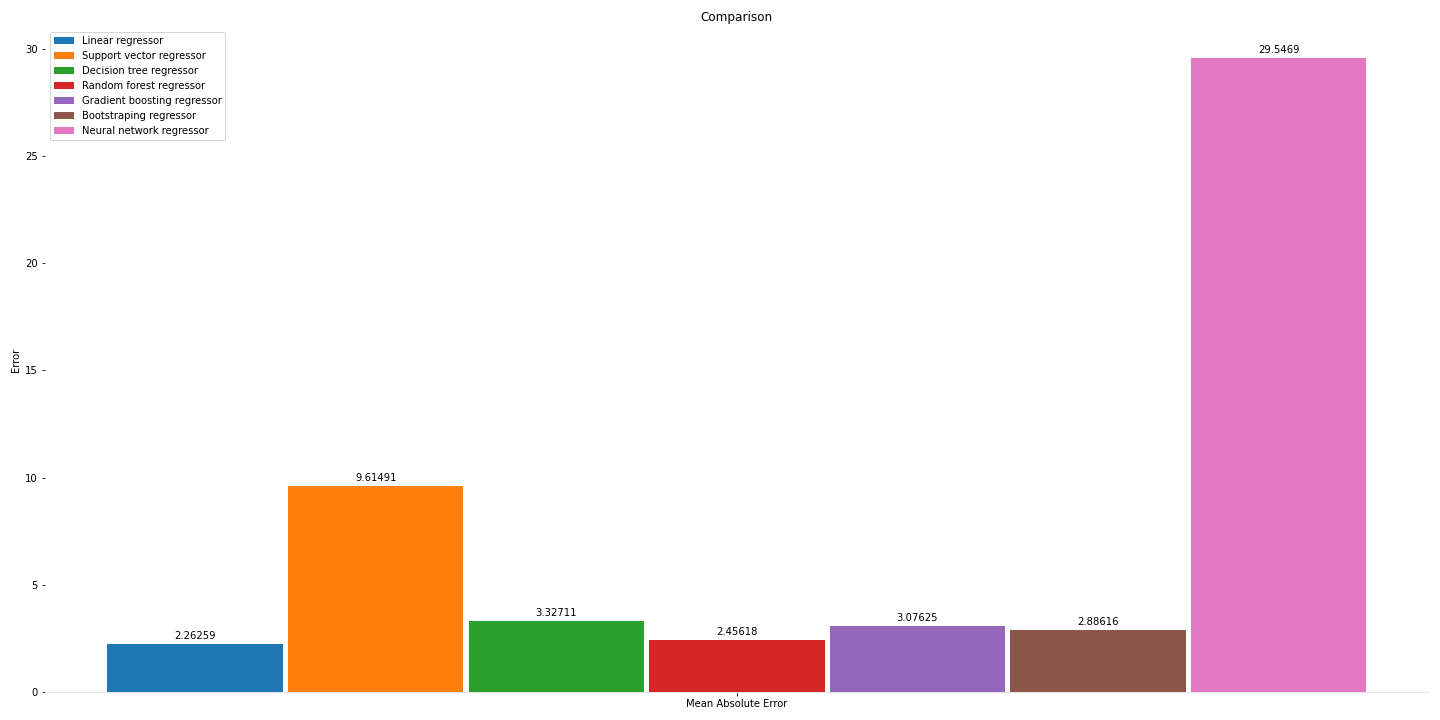 Comparison
Linear regressor
Support vector regressor
Decision tree regressor
Random forest regressor
Gradient boosting regressor
Bootstraping regressor
Neural network regressor
Error
30
25
20
15
10
5
0
2.26259
9.61491
3.32711
2.45618
3.07625
2.88616
29.5469
Mean Absolute Error